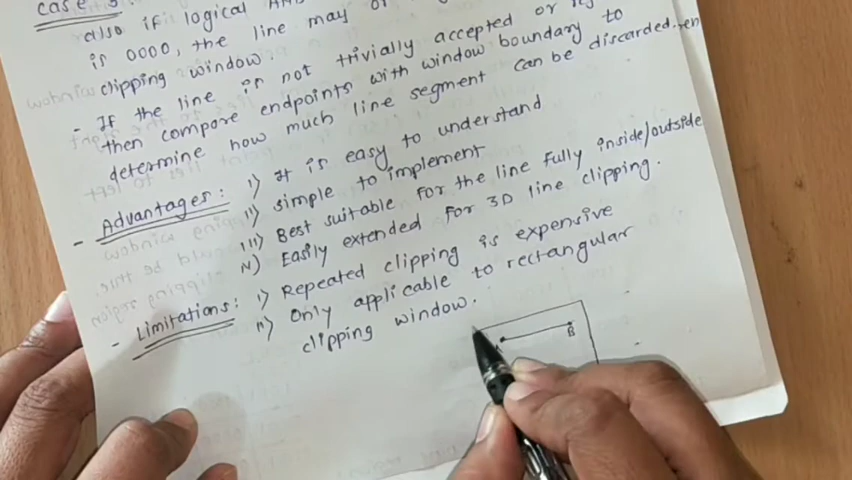 case 3
also if logical AND
is 0000, the line may or
clipping window.
- If the line is not trivially accepted or
then compare endpoints with window boundary to
determine how much line segment can be discarded.
- Advantages: i) It is easy to understand
ii) simple to implement
iii) Best suitable for the line fully inside/outside
iv) Easily extended for 3D line clipping.
- Limitations: i) Repeated clipping is expensive
ii) Only applicable to rectangular
clipping window.
A B